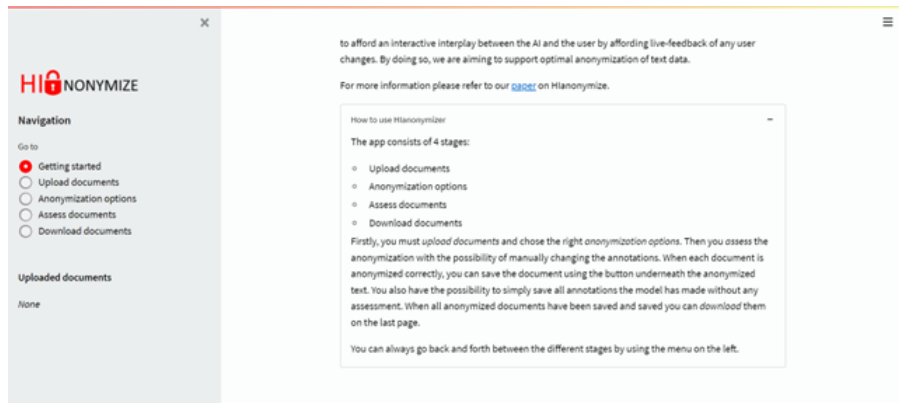 ×
☰
HIANONYMIZE
Navigation
Go to
Getting started
Upload documents
Anonymization options
Assess documents
Download documents
Uploaded documents
None
to afford an interactive interplay between the AI and the user by affording live-feedback of any user
changes. By doing so, we are aiming to support optimal anonymization of text data.
For more information please refer to our paper on HIanonymize.
How to use HIanonymizer
−
The app consists of 4 stages:
◦ Upload documents
◦ Anonymization options
◦ Assess documents
◦ Download documents
Firstly, you must upload documents and chose the right anonymization options. Then you assess the
anonymization with the possibility of manually changing the annotations. When each document is
anonymized correctly, you can save the document using the button underneath the anonymized
text. You also have the possibility to simply save all annotations the model has made without any
assessment. When all anonymized documents have been saved and saved you can download them
on the last page.
You can always go back and forth between the different stages by using the menu on the left.